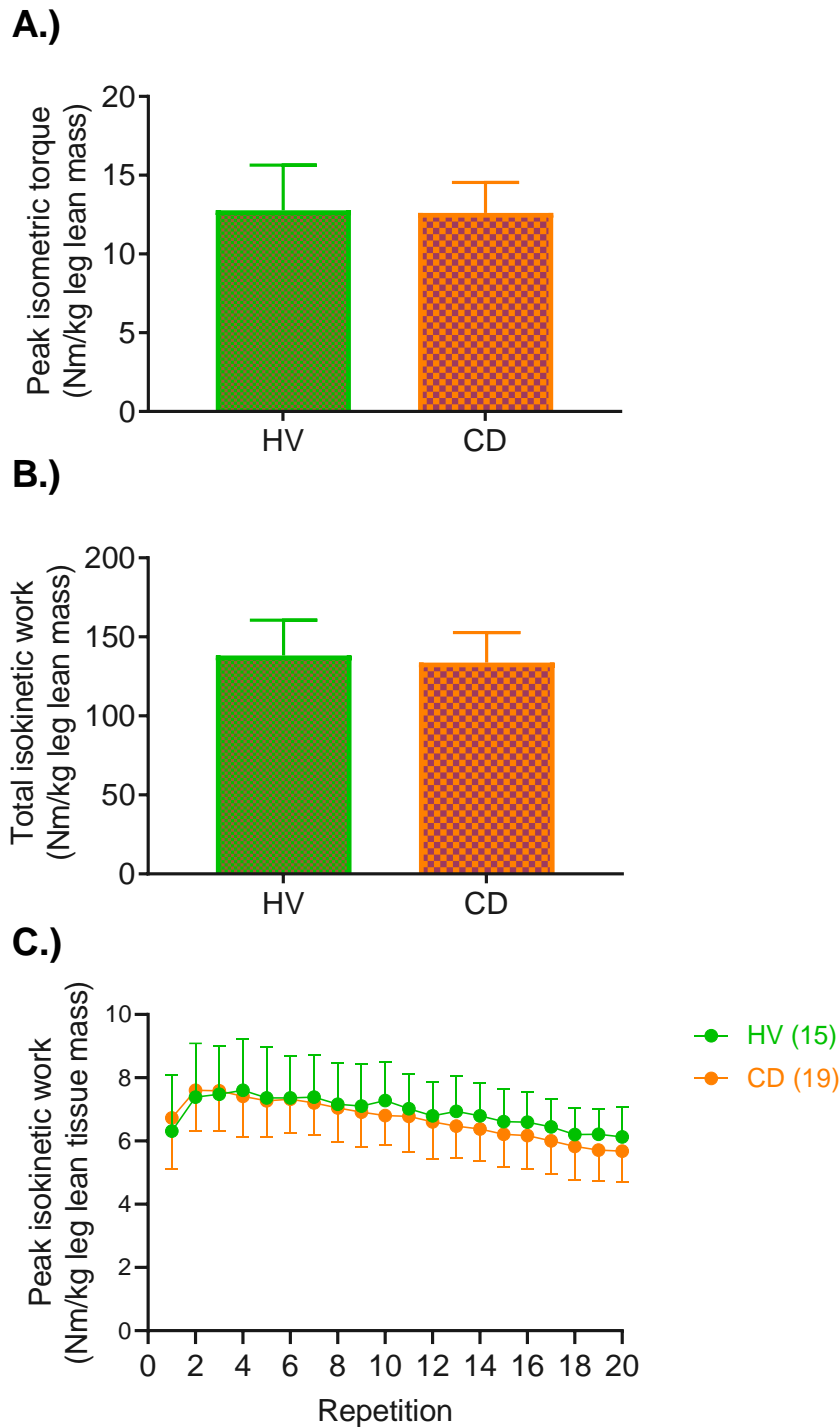 A.)
Peak isometric torque
(Nm/kg leg lean mass)
20
15
10
5
0
HV
CD
B.)
Total isokinetic work
(Nm/kg leg lean mass)
200
150
100
50
0
HV
CD
C.)
Peak isokinetic work
(Nm/kg leg lean tissue mass)
10
8
6
4
2
0
0 2 4 6 8 10 12 14 16 18 20
Repetition
HV (15)
CD (19)